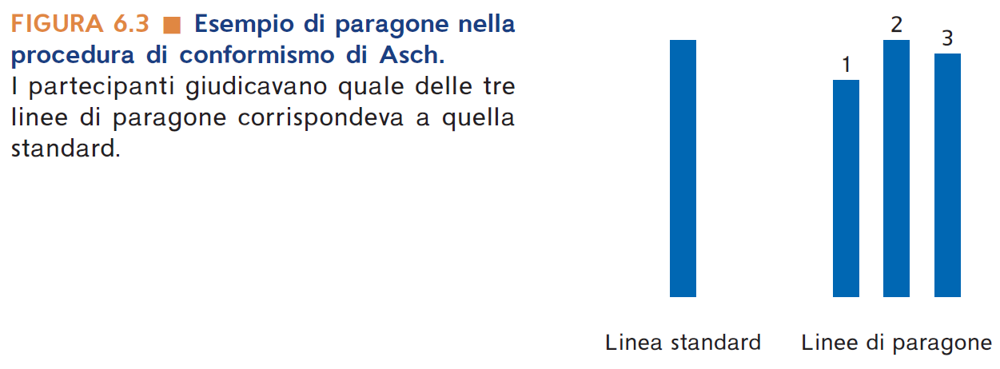 FIGURA 6.3 ■ Esempio di paragone nella
procedura di conformismo di Asch.
I partecipanti giudicavano quale delle tre
linee di paragone corrispondeva a quella
standard.
1
2
3
Linea standard
Linee di paragone